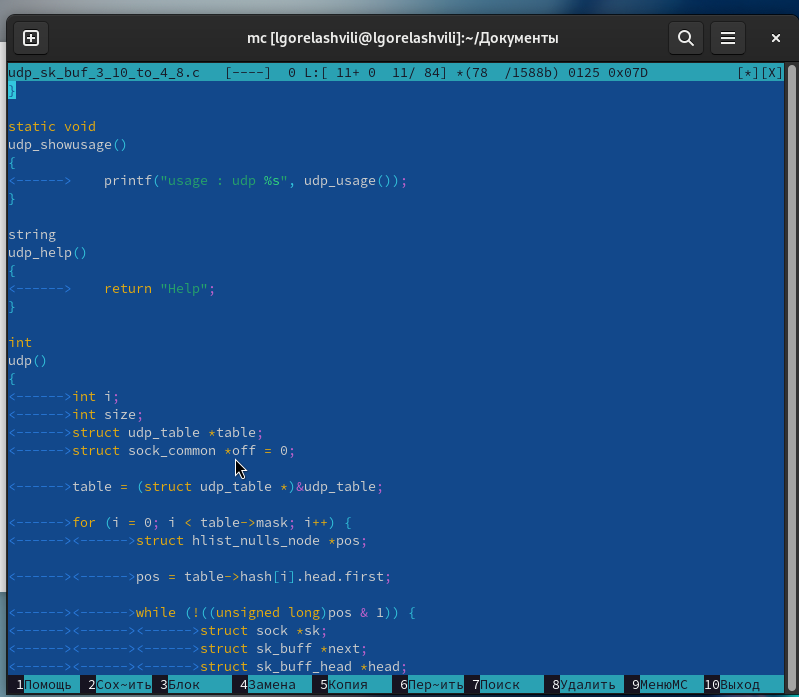 mc [lgorelashvili@lgorelashvili]:~/Документы
udp_sk_buf_3_10_to_4_8.c   [----]  0 L:[ 11+ 0  11/ 84] *(78  /1588b) 0125 0x07D           [*][X]
}

static void
udp_showusage()
{
<------>    printf("usage : udp %s", udp_usage());
}

string
udp_help()
{
<------>    return "Help";
}

int
udp()
{
<------>int i;
<------>int size;
<------>struct udp_table *table;
<------>struct sock_common *off = 0;

<------>table = (struct udp_table *)&udp_table;

<------>for (i = 0; i < table->mask; i++) {
<------><------>struct hlist_nulls_node *pos;

<------><------>pos = table->hash[i].head.first;

<------><------>while (!((unsigned long)pos & 1)) {
<------><------><------>struct sock *sk;
<------><------><------>struct sk_buff *next;
<------><------><------>struct sk_buff_head *head;
1Помощь  2Сох~ить 3Блок    4Замена  5Копия   6Пер~ить 7Поиск   8Удалить  9МенюМС  10Выход